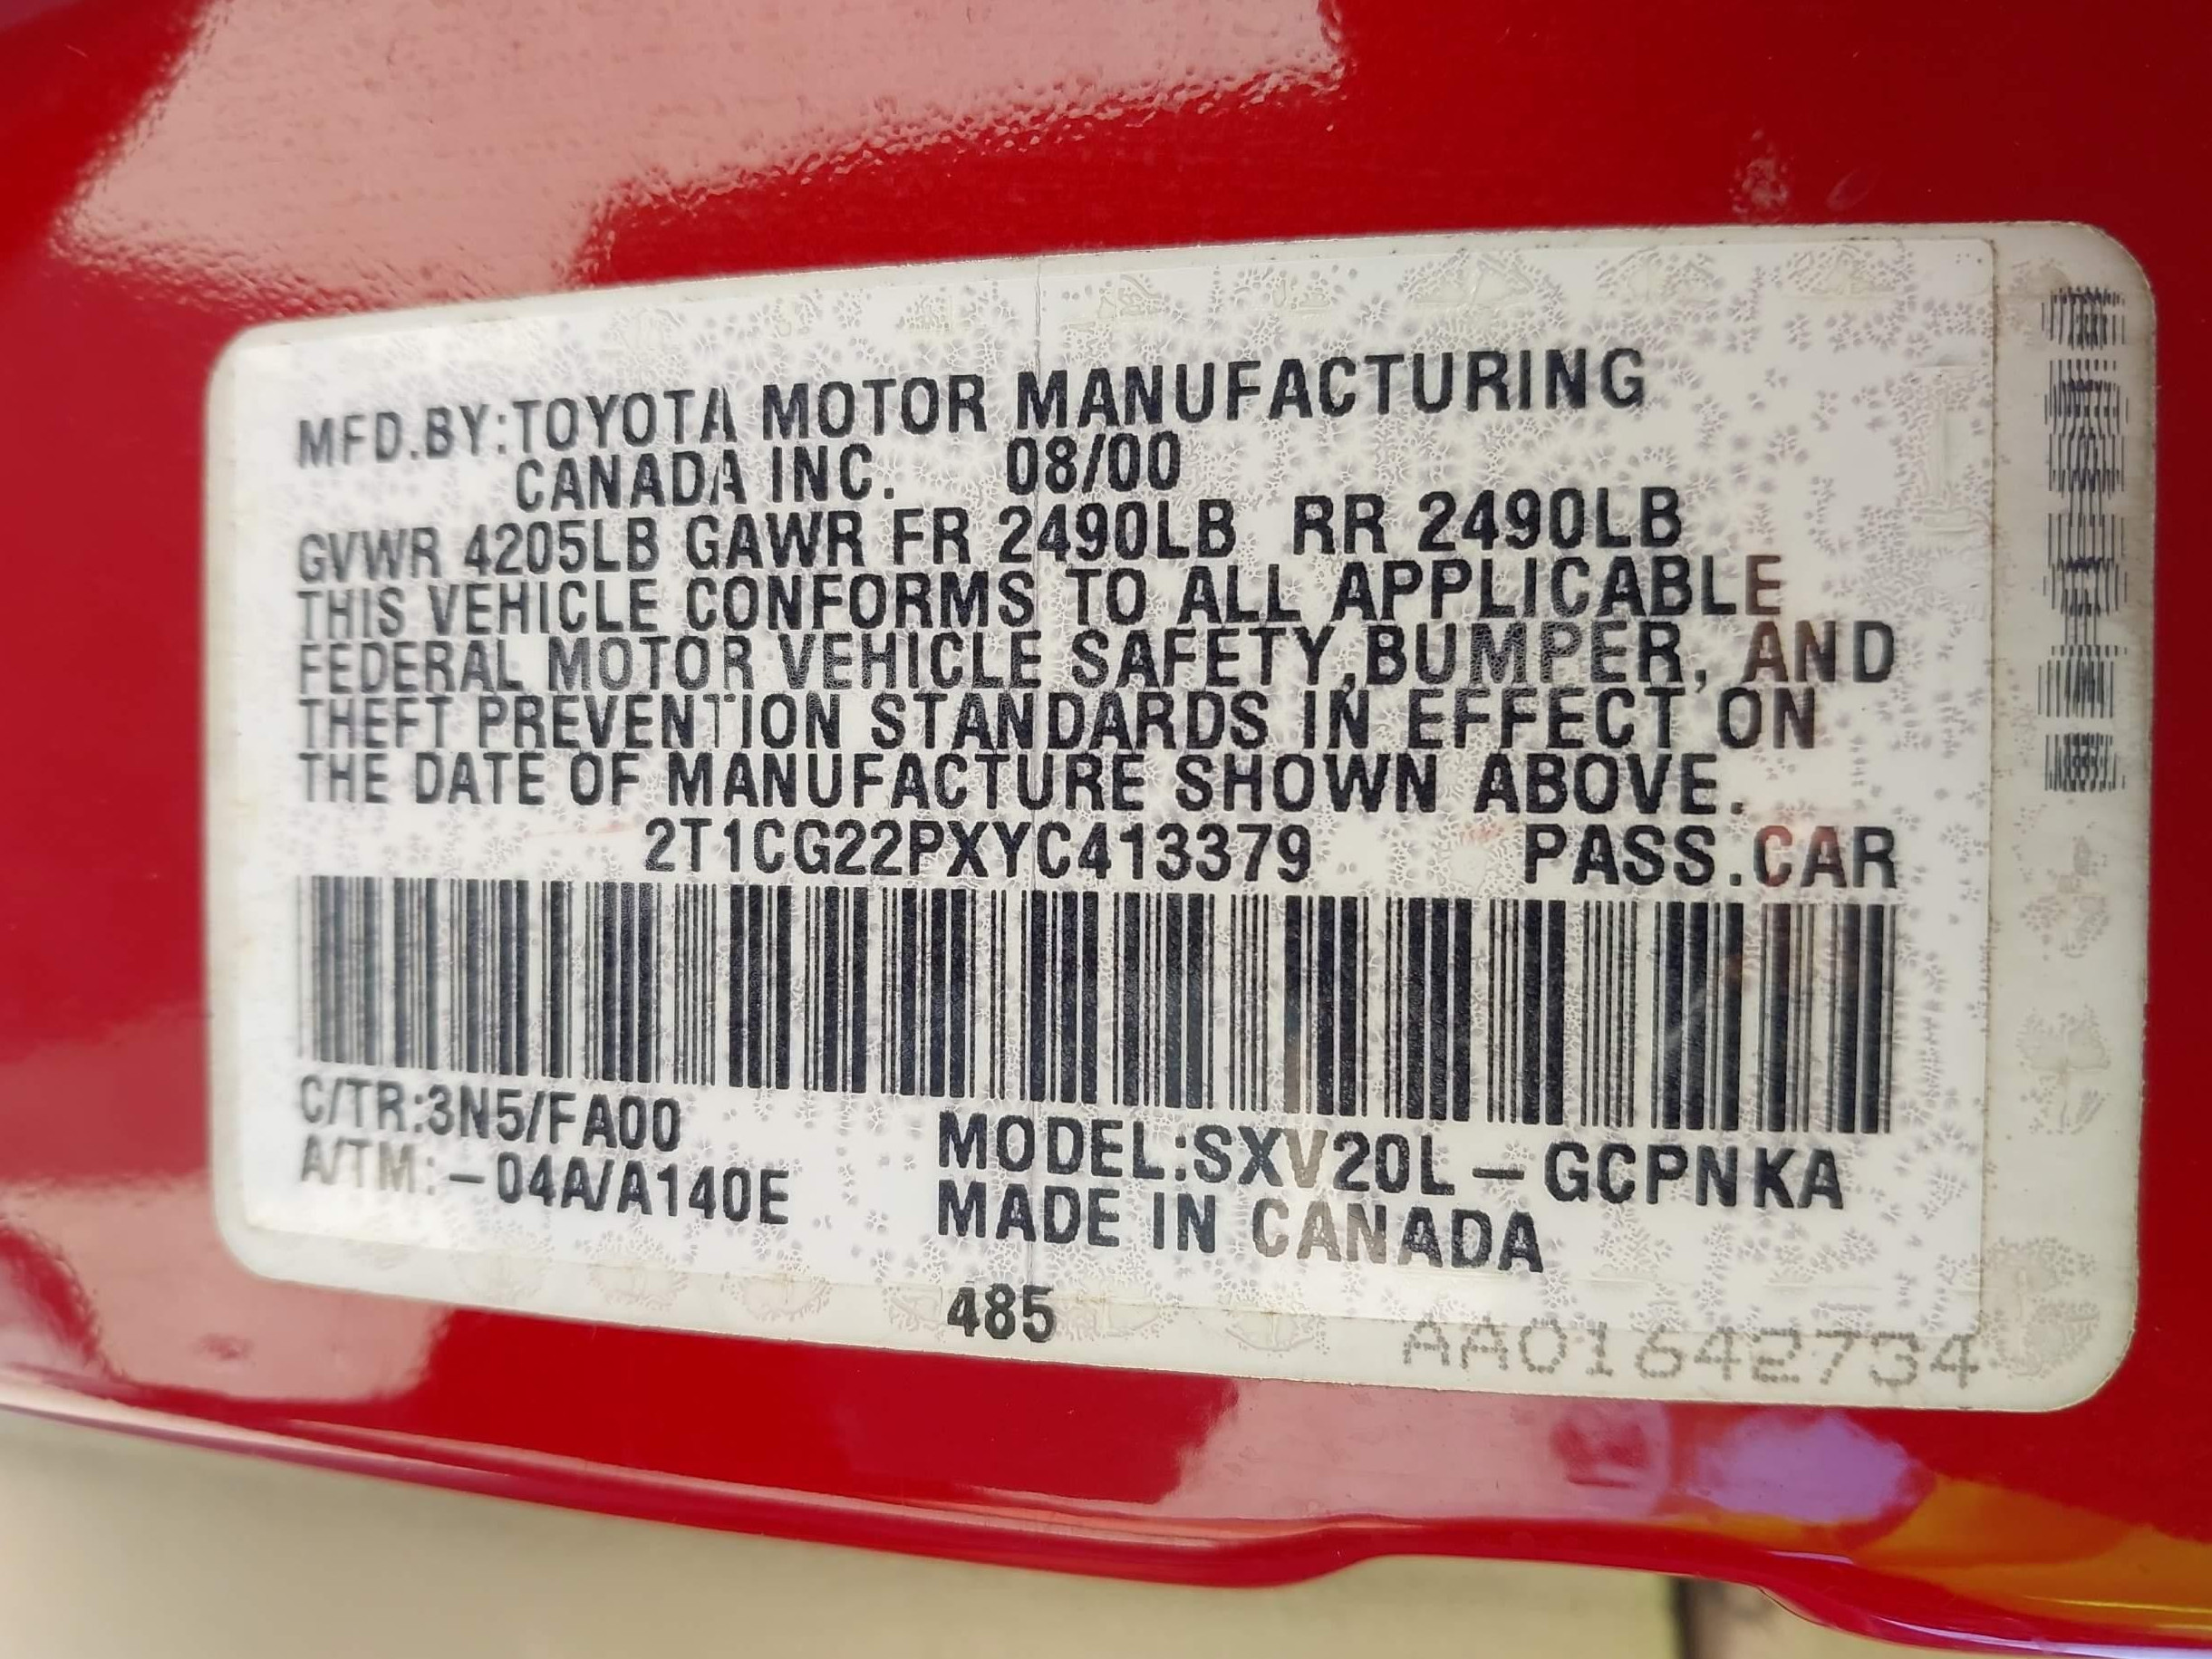 MFD.BY:TOYOTA MOTOR MANUFACTURING
CANADA INC. 08/00
GVWR 4205LB GAWR FR 2490LB RR 2490LB
THIS VEHICLE CONFORMS TO ALL APPLICABLE
FEDERAL MOTOR VEHICLE SAFETY,BUMPER, AND
THEFT PREVENTION STANDARDS IN EFFECT ON
THE DATE OF MANUFACTURE SHOWN ABOVE.
2T1CG22PXYC413379 PASS.CAR
C/TR:3N5/FA00
A/TM:-04A/A140E
MODEL:SXV20L-GCPNKA
MADE IN CANADA
485
AA01642734